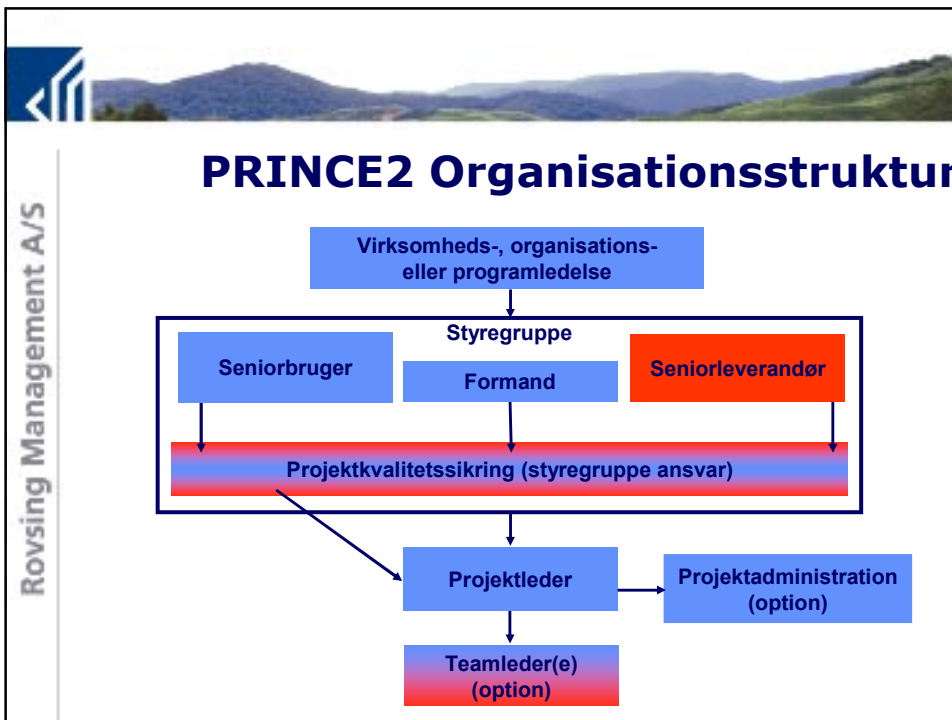 Rovsing Management A/S
PRINCE2 Organisationsstruktur
Virksomheds-, organisations-
eller programledelse
Styregruppe
Seniorbruger
Formand
Seniorleverandør
Projektkvalitetssikring (styregruppe ansvar)
Projektleder
Projektadministration
(option)
Teamleder(e)
(option)